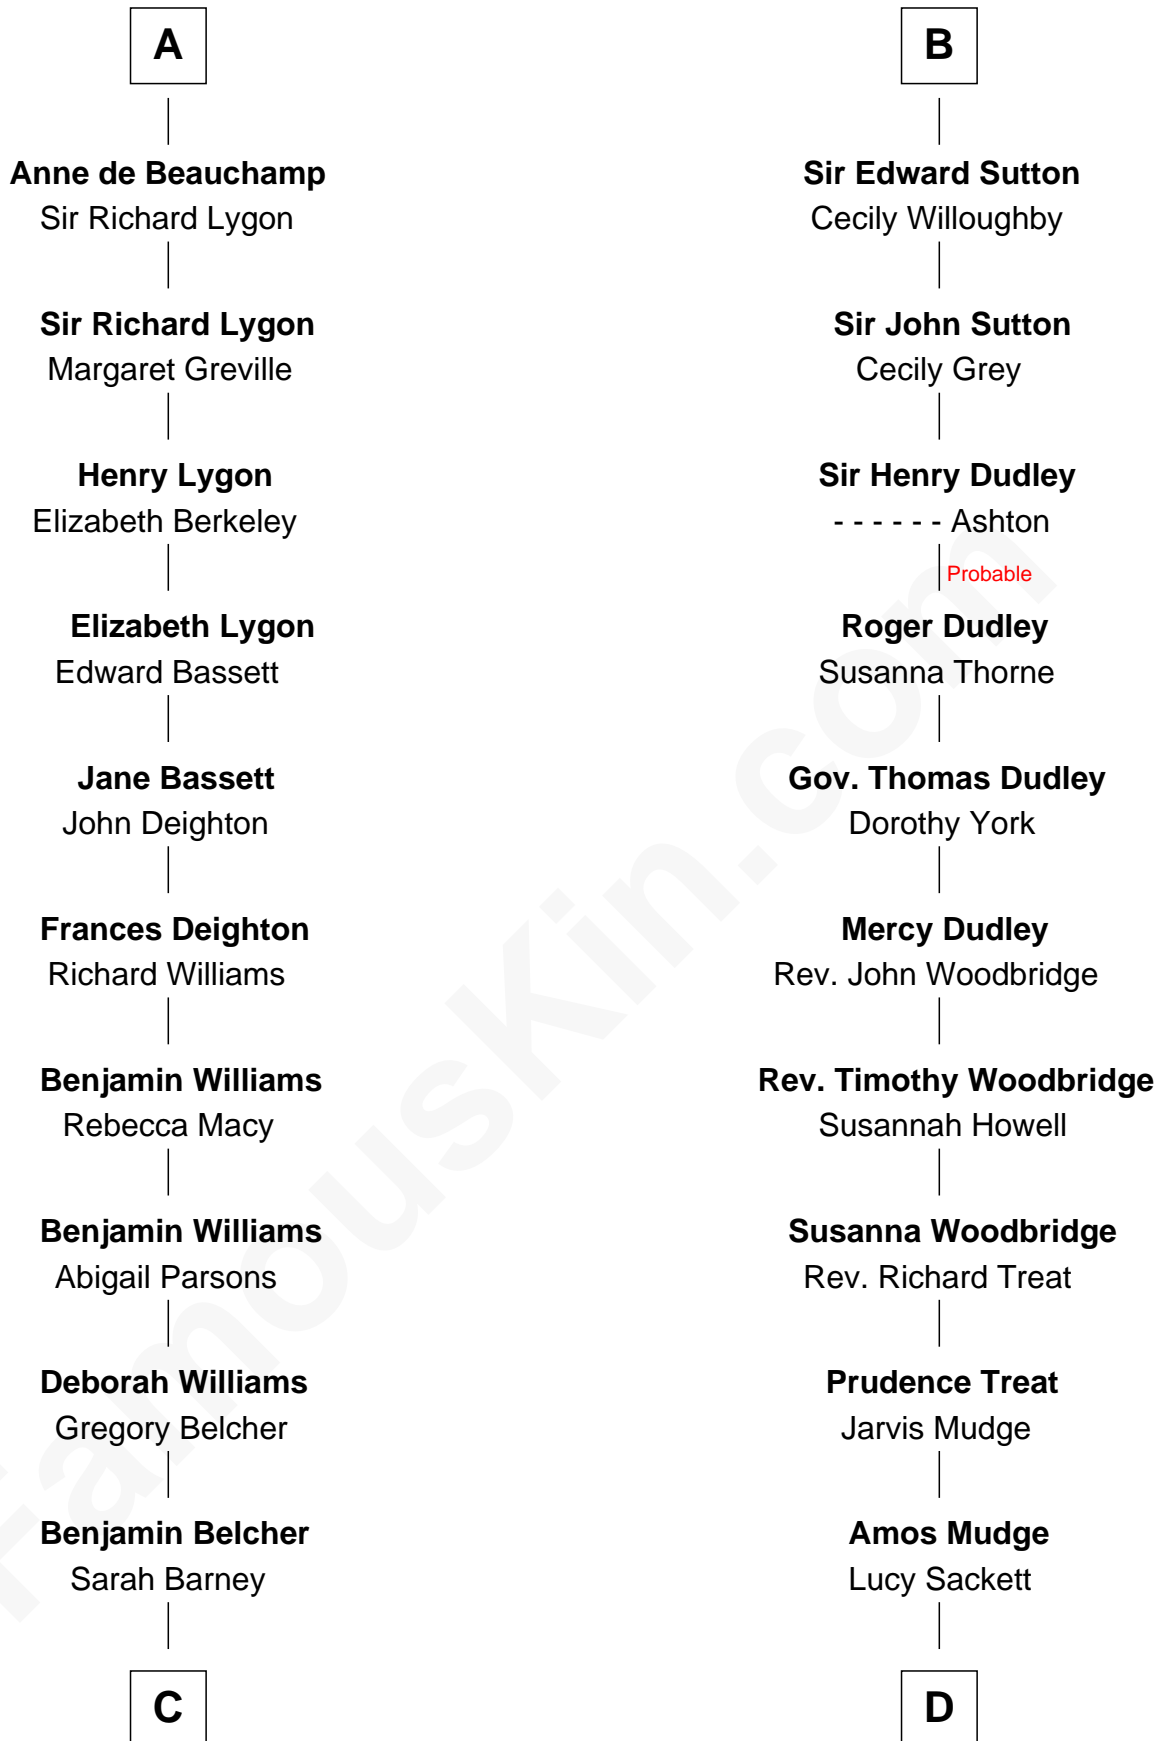 A
Anne de Beauchamp
Sir Richard Lygon
Sir Richard Lygon
Margaret Greville
Henry Lygon
Elizabeth Berkeley
Elizabeth Lygon
Edward Bassett
Jane Bassett
John Deighton
Frances Deighton
Richard Williams
Benjamin Williams
Rebecca Macy
Benjamin Williams
Abigail Parsons
Deborah Williams
Gregory Belcher
Benjamin Belcher
Sarah Barney
C
B
Sir Edward Sutton
Cecily Willoughby
Sir John Sutton
Cecily Grey
Sir Henry Dudley
- - - - - - Ashton
Probable
Roger Dudley
Susanna Thorne
Gov. Thomas Dudley
Dorothy York
Mercy Dudley
Rev. John Woodbridge
Rev. Timothy Woodbridge
Susannah Howell
Susanna Woodbridge
Rev. Richard Treat
Prudence Treat
Jarvis Mudge
Amos Mudge
Lucy Sackett
D
FamousKin.com